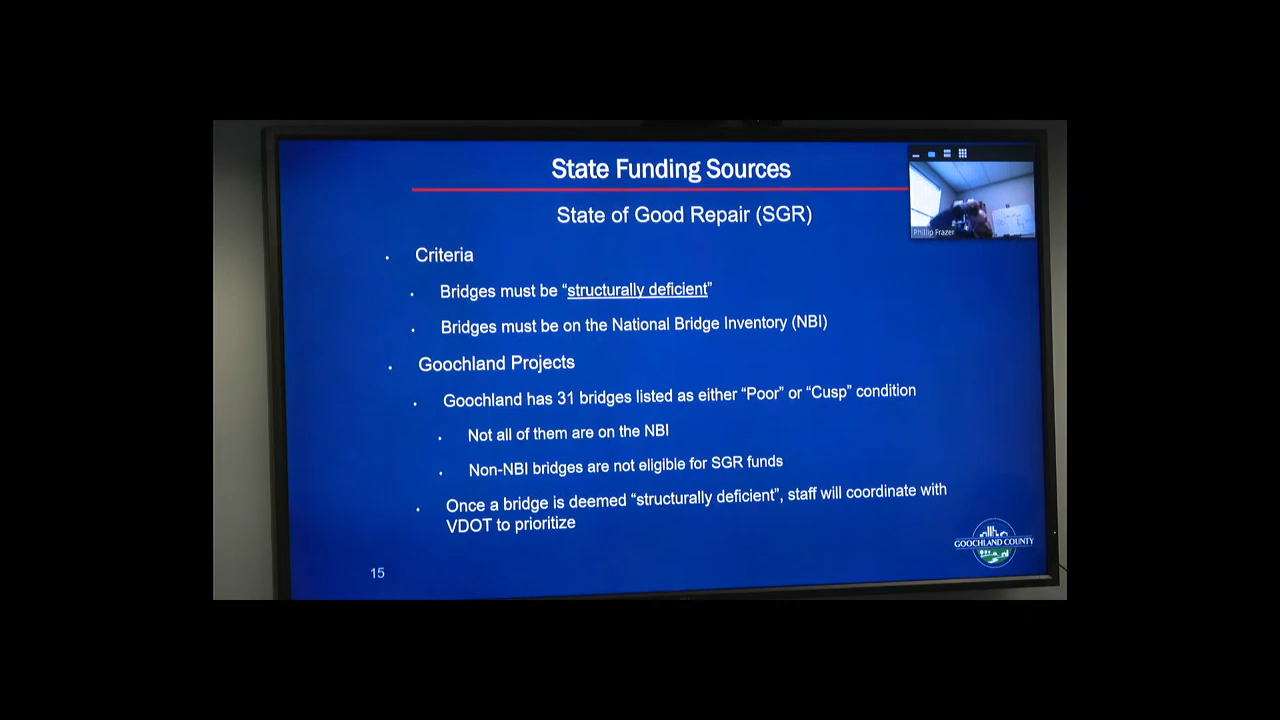 State Funding Sources
State of Good Repair (SGR)
Phillip Frazer
• Criteria
• Bridges must be “structurally deficient”
• Bridges must be on the National Bridge Inventory (NBI)
• Goochland Projects
• Goochland has 31 bridges listed as either “Poor” or “Cusp” condition
• Not all of them are on the NBI
• Non-NBI bridges are not eligible for SGR funds
• Once a bridge is deemed “structurally deficient”, staff will coordinate with
VDOT to prioritize
GOOCHLAND COUNTY
15